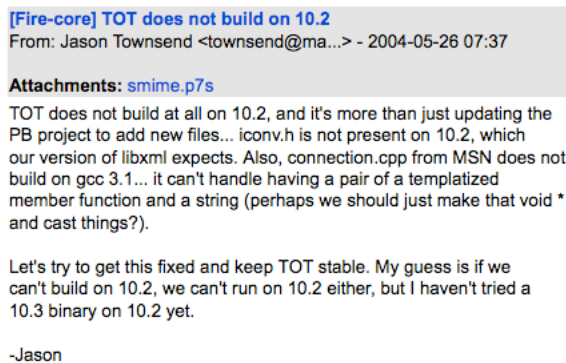 [Fire-core] TOT does not build on 10.2
From: Jason Townsend <townsend@ma...> - 2004-05-26 07:37
Attachments: smime.p7s
TOT does not build at all on 10.2, and it's more than just updating the
PB project to add new files... iconv.h is not present on 10.2, which
our version of libxml expects. Also, connection.cpp from MSN does not
build on gcc 3.1... it can't handle having a pair of a templatized
member function and a string (perhaps we should just make that void *
and cast things?).
Let's try to get this fixed and keep TOT stable. My guess is if we
can't build on 10.2, we can't run on 10.2 either, but I haven't tried a
10.3 binary on 10.2 yet.
-Jason